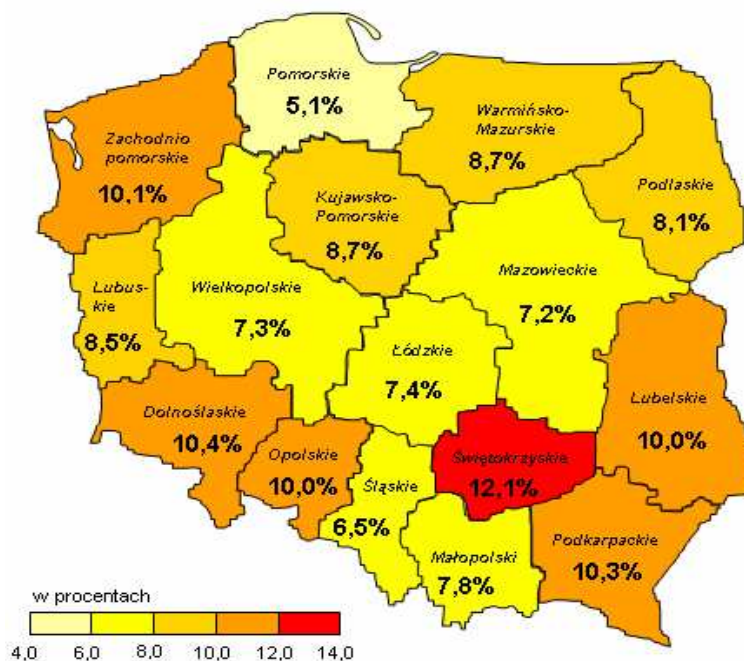 Pomorskie
5,1%
Warmińsko-
Mazurskie
8,7%
Zachodnio
pomorskie
10,1%
Kujawsko-
Pomorskie
8,7%
Podlaskie
8,1%
Lubus-
kie
8,5%
Wielkopolskie
7,3%
Mazowieckie
7,2%
Łódzkie
7,4%
Lubelskie
10,0%
Dolnośląskie
10,4%
Opolskie
10,0%
Śląskie
6,5%
Świętokrzyskie
12,1%
Małopolski
7,8%
Podkarpackie
10,3%
w procentach
4,0 6,0 8,0 10,0 12,0 14,0